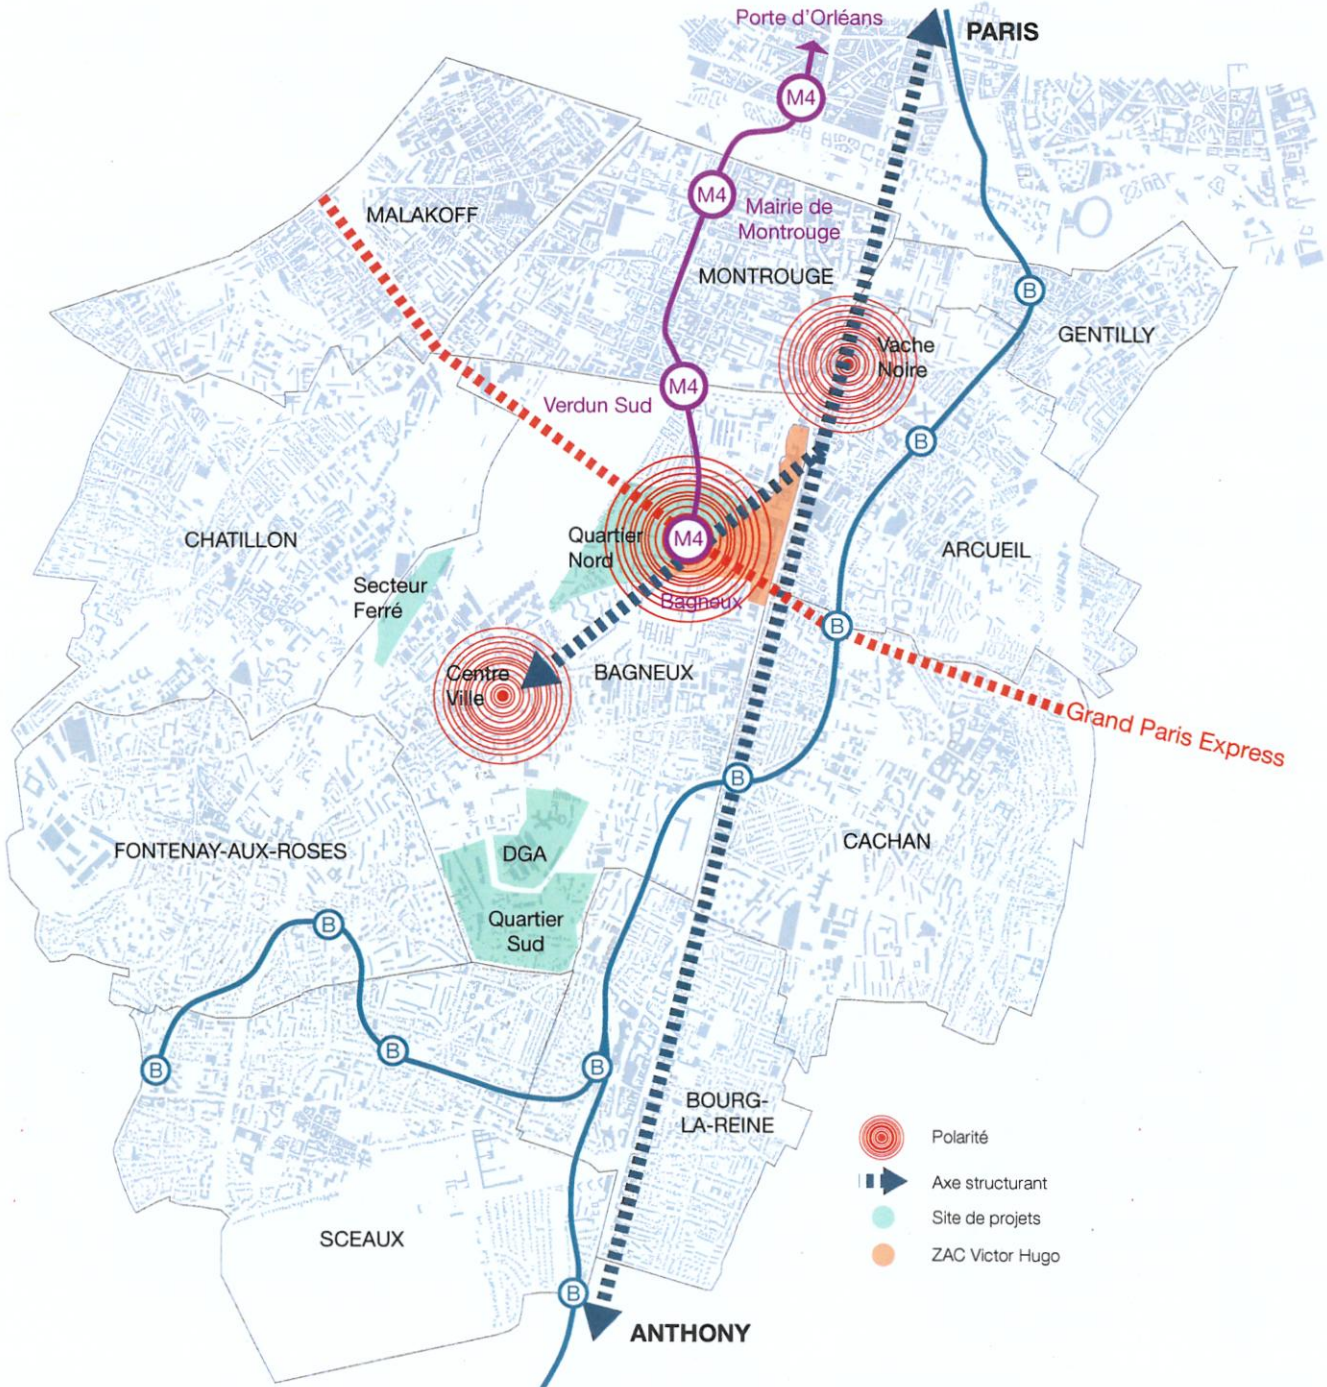 Porte d'Orléans
PARIS
M4
MALAKOFF
M4
Mairie de
Montrouge
MONTROUGE
B
GENTILLY
Vache
Noire
M4
Verdun Sud
B
CHATILLON
Quartier
Nord
M4
ARCUEIL
Secteur
Ferré
Bagneux
B
Centre
Ville
BAGNEUX
Grand Paris Express
B
FONTENAY-AUX-ROSES
DGA
CACHAN
Quartier
Sud
B
B
B
B
BOURG-
LA-REINE
Polarité
Axe structurant
Site de projets
ZAC Victor Hugo
SCEAUX
B
ANTHONY